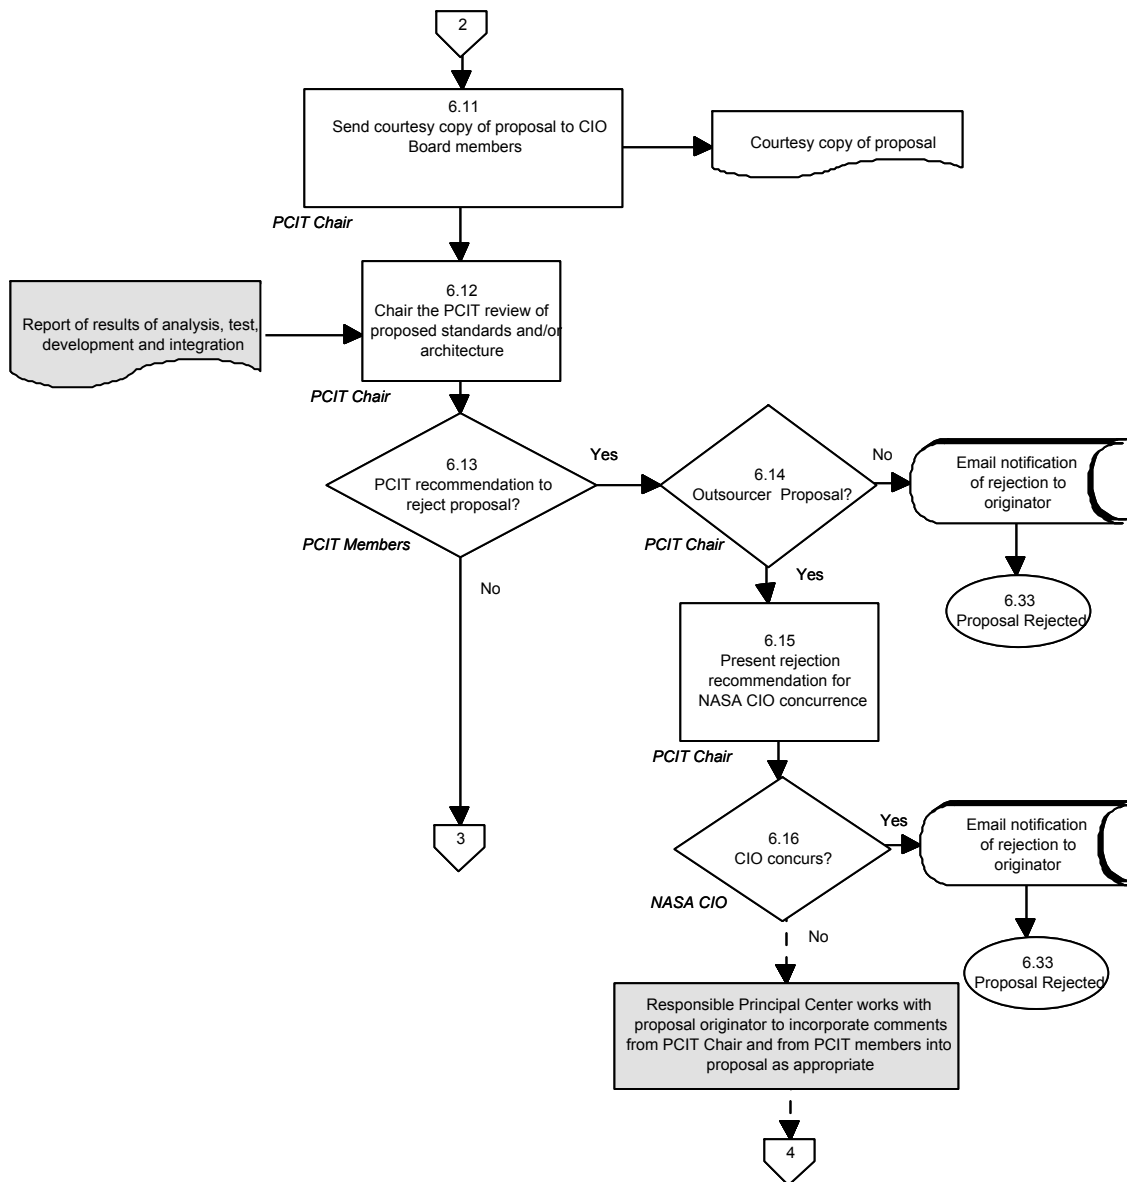 2
6.11
Send courtesy copy of proposal to CIO
Board members
Courtesy copy of proposal
PCIT Chair
6.12
Chair the PCIT review of
proposed standards and/or
architecture
Report of results of analysis, test,
development and integration
PCIT Chair
6.13
PCIT recommendation to
reject proposal?
Yes
PCIT Members
No
6.14
Outsourcer Proposal?
No
PCIT Chair
Yes
Email notification
of rejection to
originator
6.33
Proposal Rejected
6.15
Present rejection
recommendation for
NASA CIO concurrence
PCIT Chair
3
6.16
CIO concurs?
Yes
NASA CIO
No
Email notification
of rejection to
originator
6.33
Proposal Rejected
Responsible Principal Center works with
proposal originator to incorporate comments
from PCIT Chair and from PCIT members into
proposal as appropriate
4